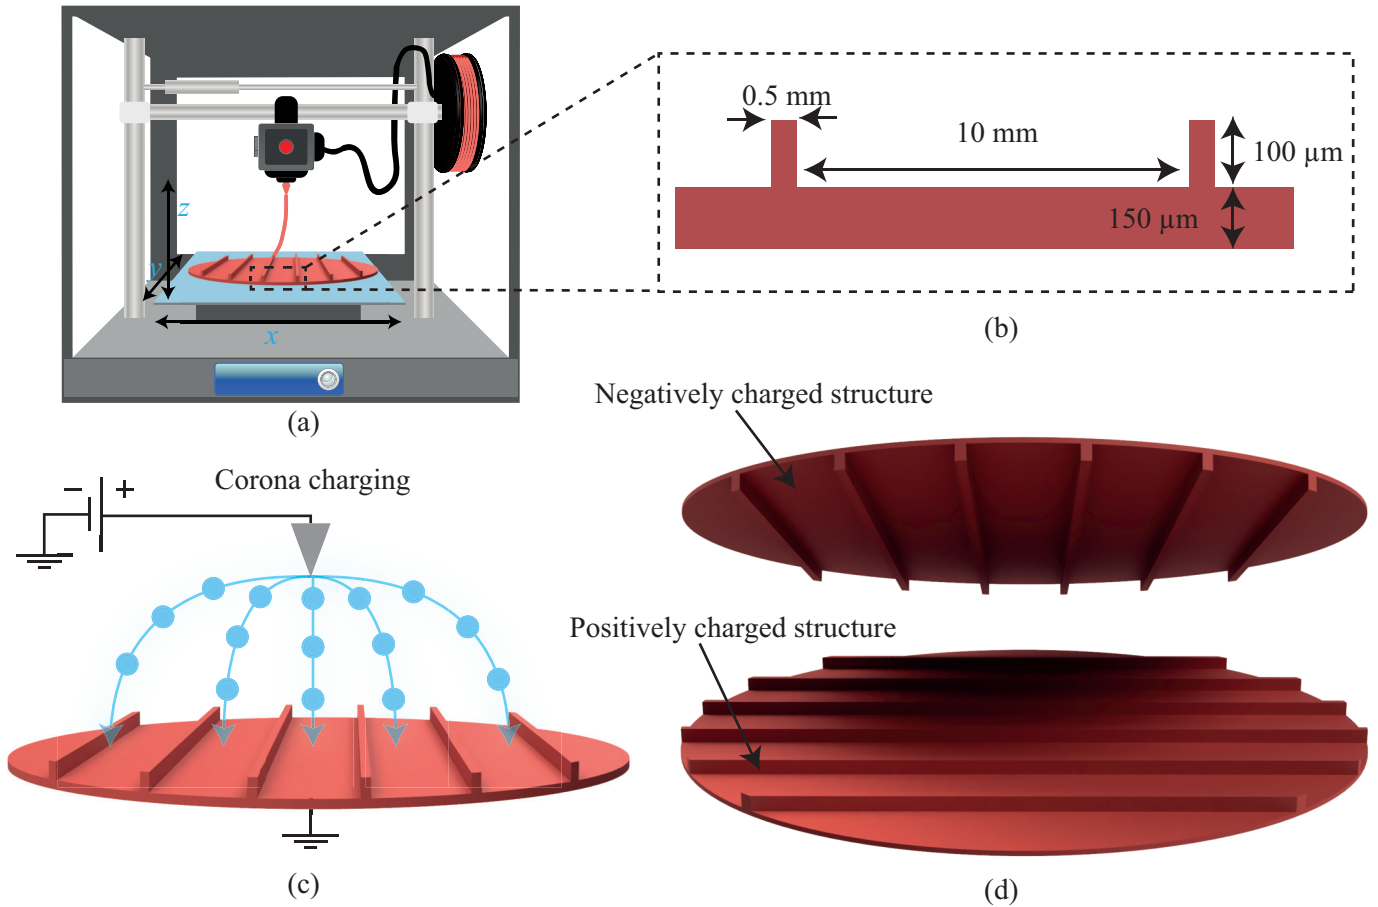 z
y
x
(a)
0.5 mm
10 mm
100 µm
150 µm
(b)
Corona charging
− +
(c)
Negatively charged structure
Positively charged structure
(d)